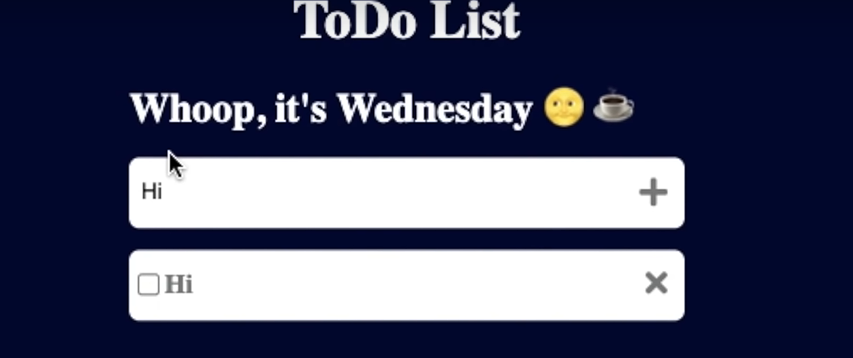 ToDo List
Whoop, it's Wednesday 🌝 ☕
Hi
Hi